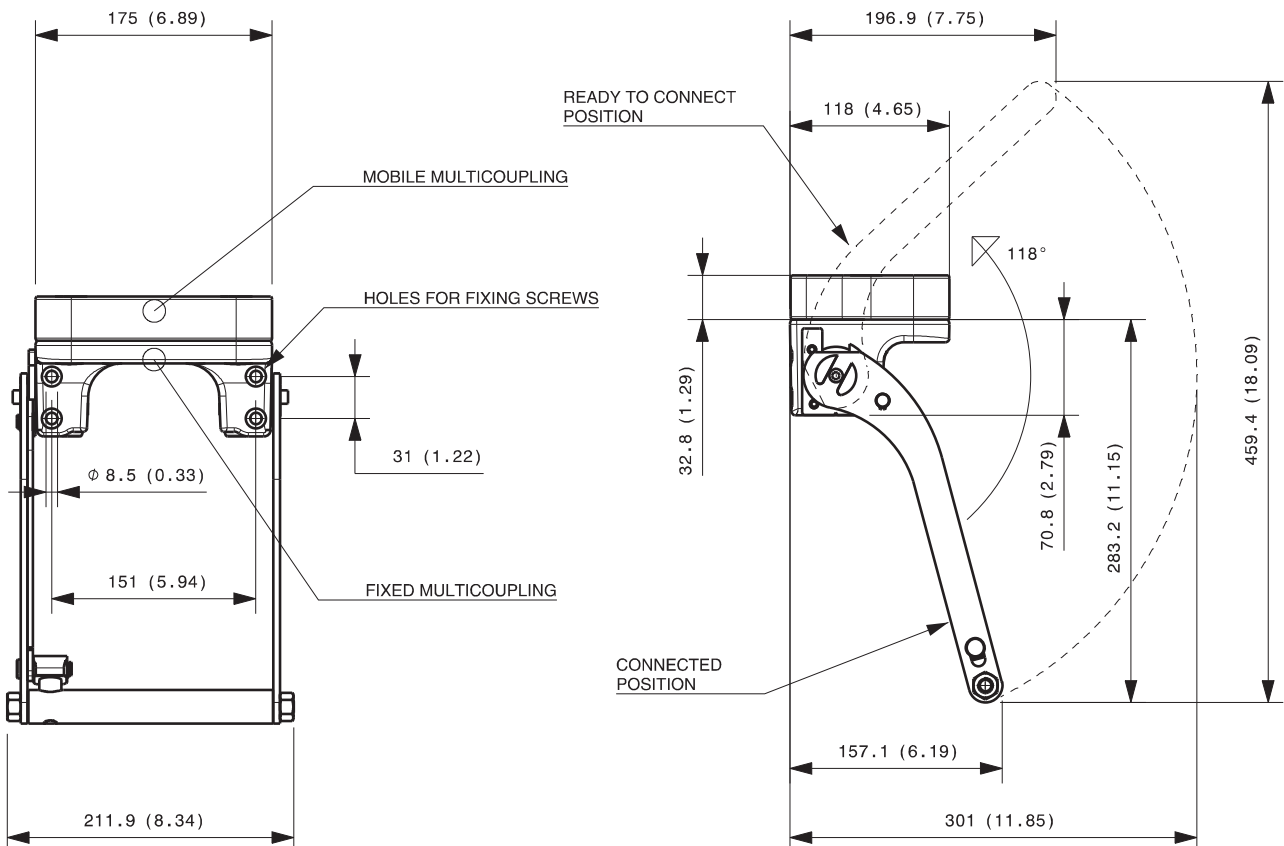 175 (6.89)
196.9 (7.75)
READY TO CONNECT
POSITION
118 (4.65)
MOBILE MULTICOUPLING
118°
HOLES FOR FIXING SCREWS
32.8 (1.29)
31 (1.22)
ϕ 8.5 (0.33)
70.8 (2.79)
283.2 (11.15)
459.4 (18.09)
151 (5.94)
FIXED MULTICOUPLING
CONNECTED
POSITION
157.1 (6.19)
211.9 (8.34)
301 (11.85)